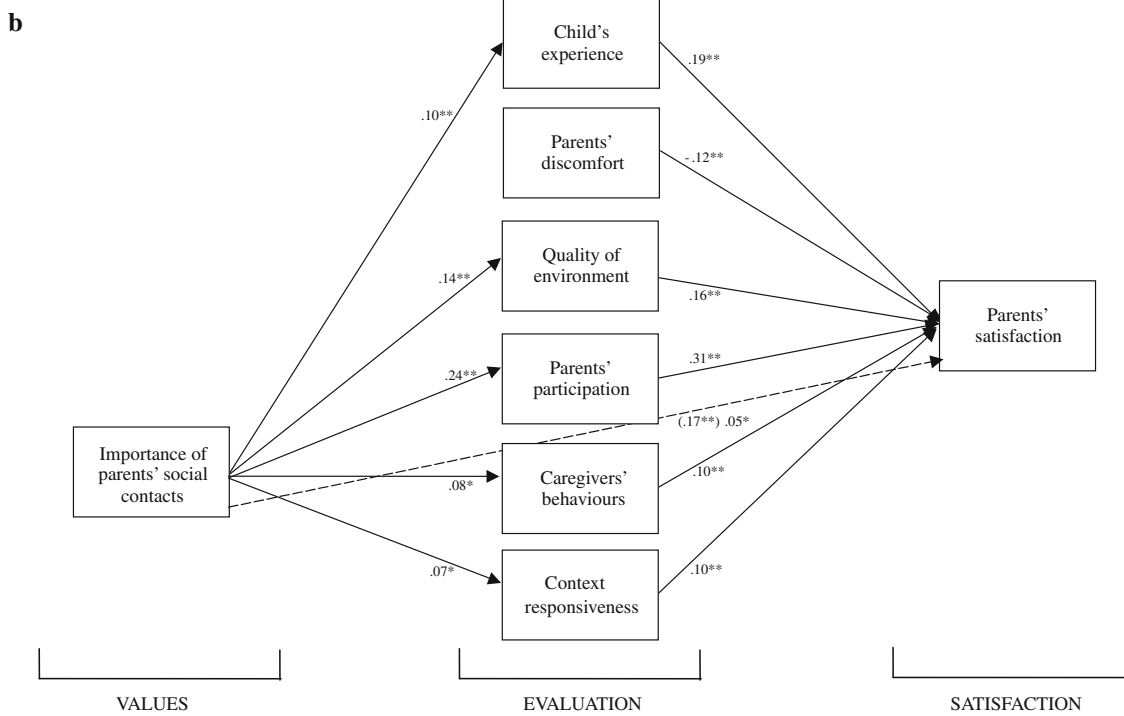 b
Child’s
experience
.19**
.10**
Parents’
discomfort
- .12**
Quality of
environment
.14**
.16**
Parents’
satisfaction
Parents’
participation
.24**
.31**
(.17**) .05*
Importance of
parents’ social
contacts
Caregivers’
behaviours
.08*
.10**
Context
responsiveness
.07*
.10**
VALUES
EVALUATION
SATISFACTION